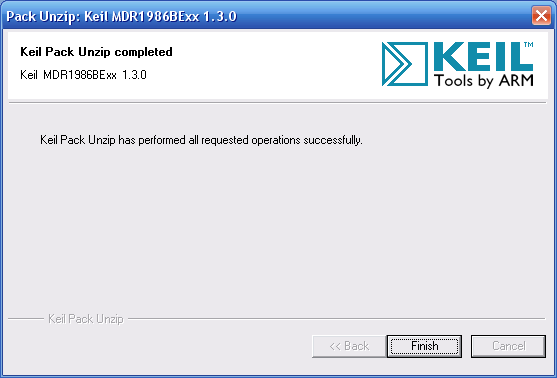 Pack Unzip: Keil MDR1986BExx 1.3.0
Keil Pack Unzip completed
Keil MDR1986BExx 1.3.0
KEIL™
Tools by ARM
Keil Pack Unzip has performed all requested operations successfully.
Keil Pack Unzip
<< Back
Finish
Cancel